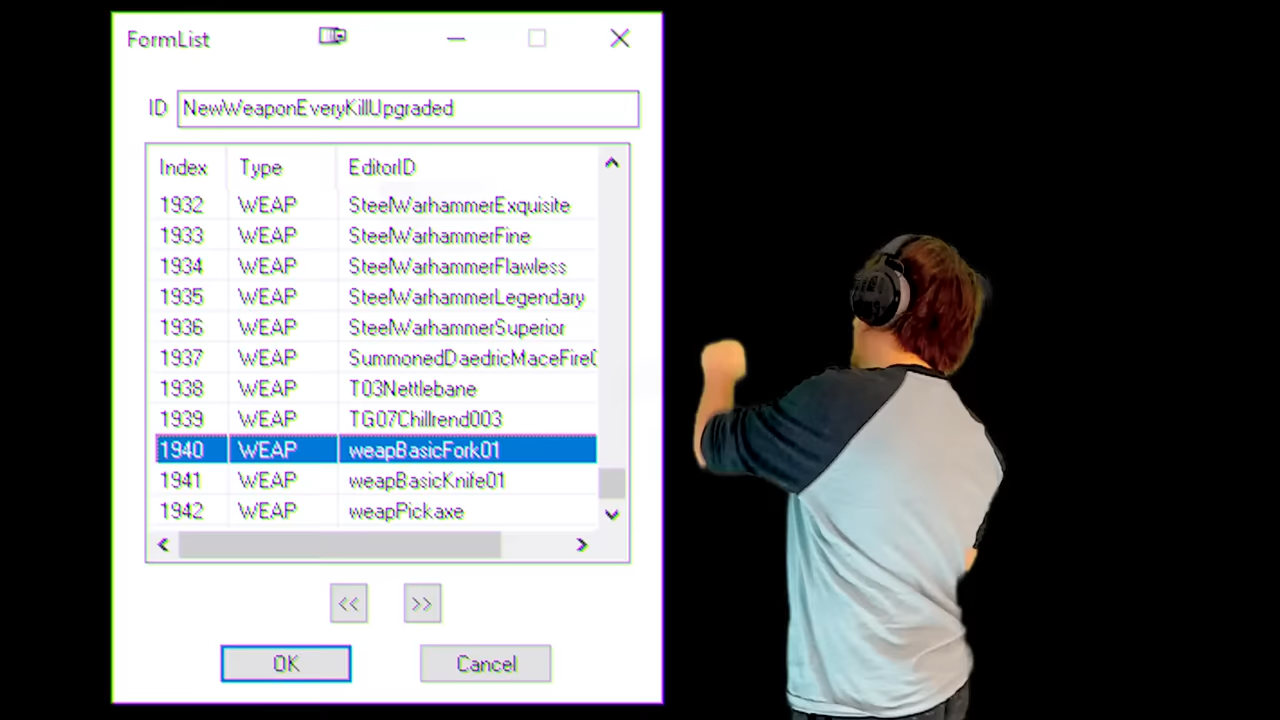 FormList
ID NewWeaponEveryKillUpgraded
Index Type EditorID
1932 WEAP SteelWarhammerExquisite
1933 WEAP SteelWarhammerFine
1934 WEAP SteelWarhammerFlawless
1935 WEAP SteelWarhammerLegendary
1936 WEAP SteelWarhammerSuperior
1937 WEAP SummonedDaedricMaceFire
1938 WEAP T03Nettlebane
1939 WEAP TG07Chillrend003
1940 WEAP weapBasicFork01
1941 WEAP weapBasicKnife01
1942 WEAP weapPickaxe
<< >>
OK Cancel